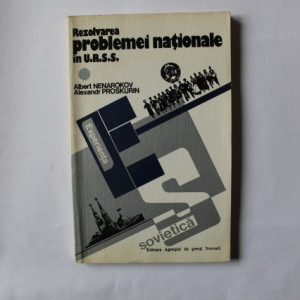 Rezolvarea
problemei naționale
în U.R.S.S.
Albert NENAROKOV
Alexandr PROSKURIN
Experiența
sovietică
Editura Agenției de presă Novosti